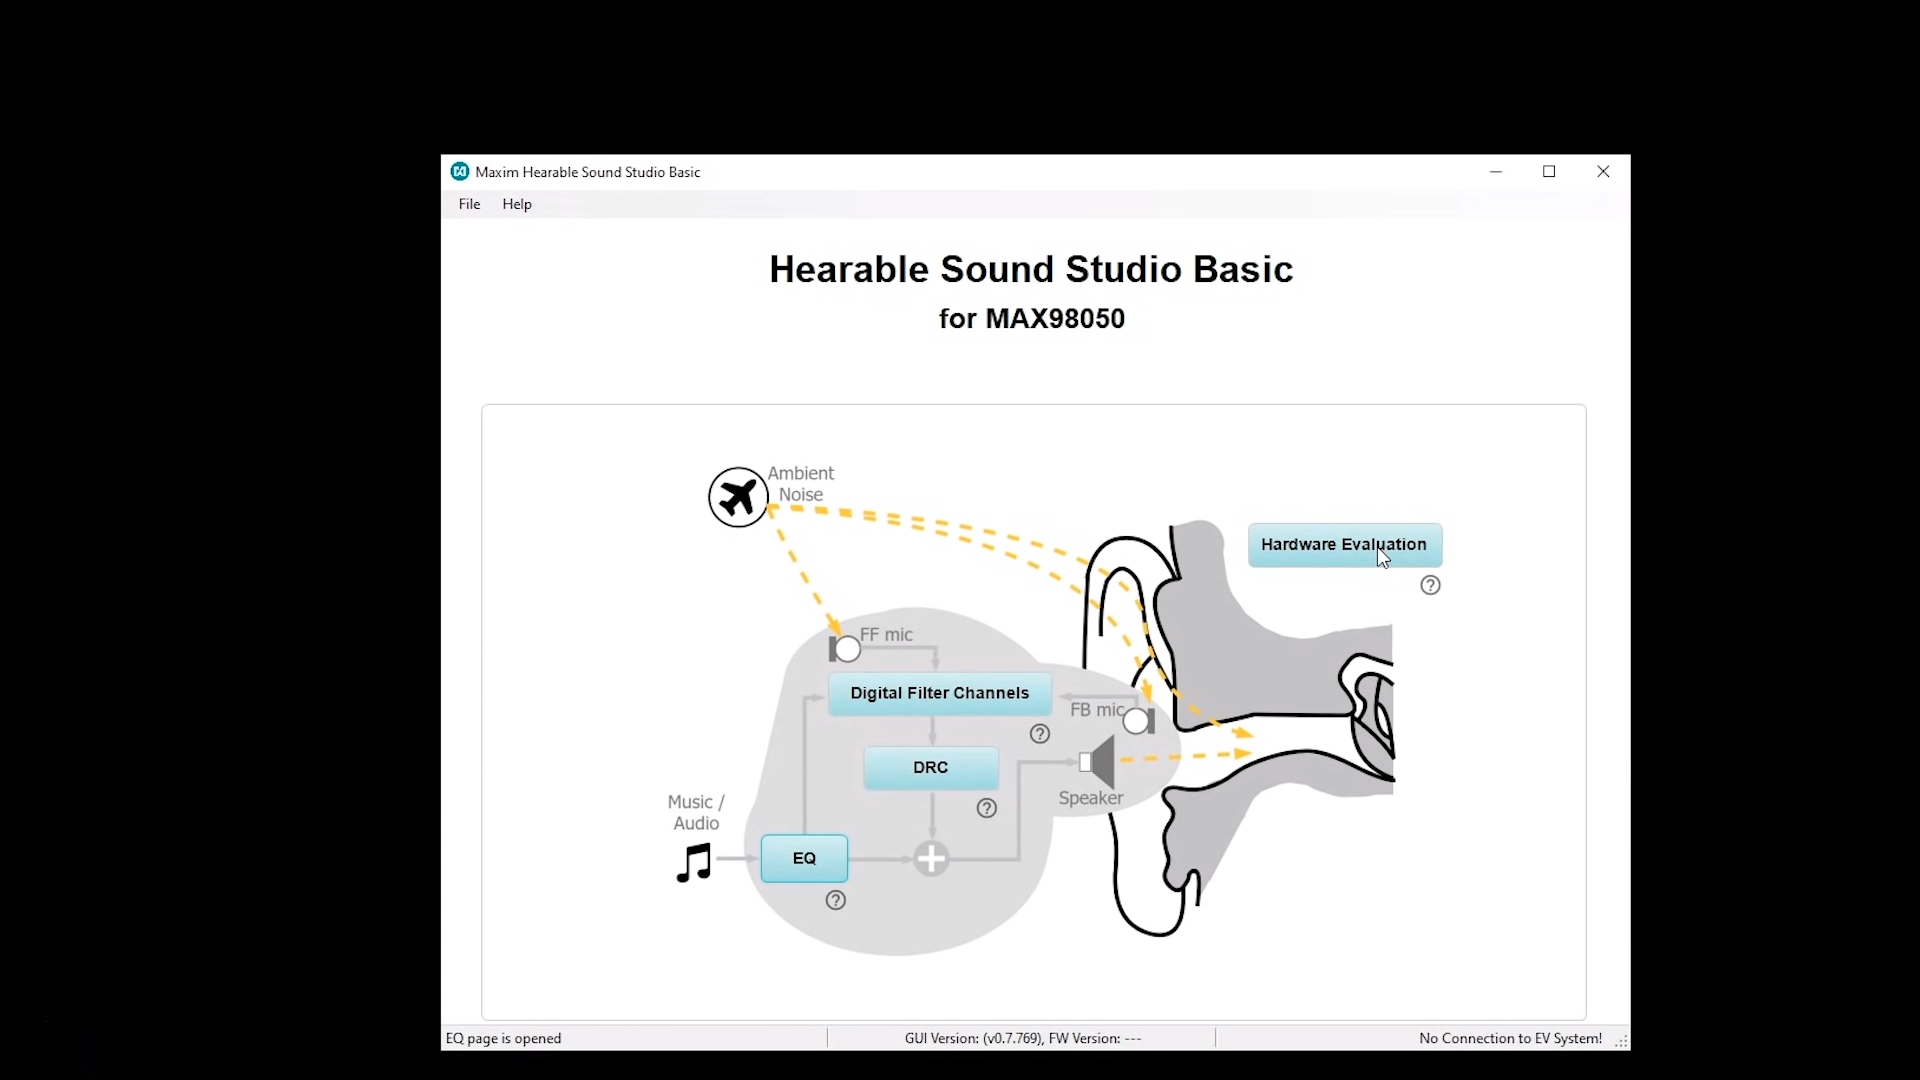 Maxim Hearable Sound Studio Basic
File Help
Hearable Sound Studio Basic
for MAX98050
Ambient
Noise
Hardware Evaluation
?
FF mic
Digital Filter Channels
FB mic
?
DRC
Speaker
?
Music /
Audio
EQ
?
EQ page is opened
GUI Version: (v0.7.769), FW Version: ---
No Connection to EV System!